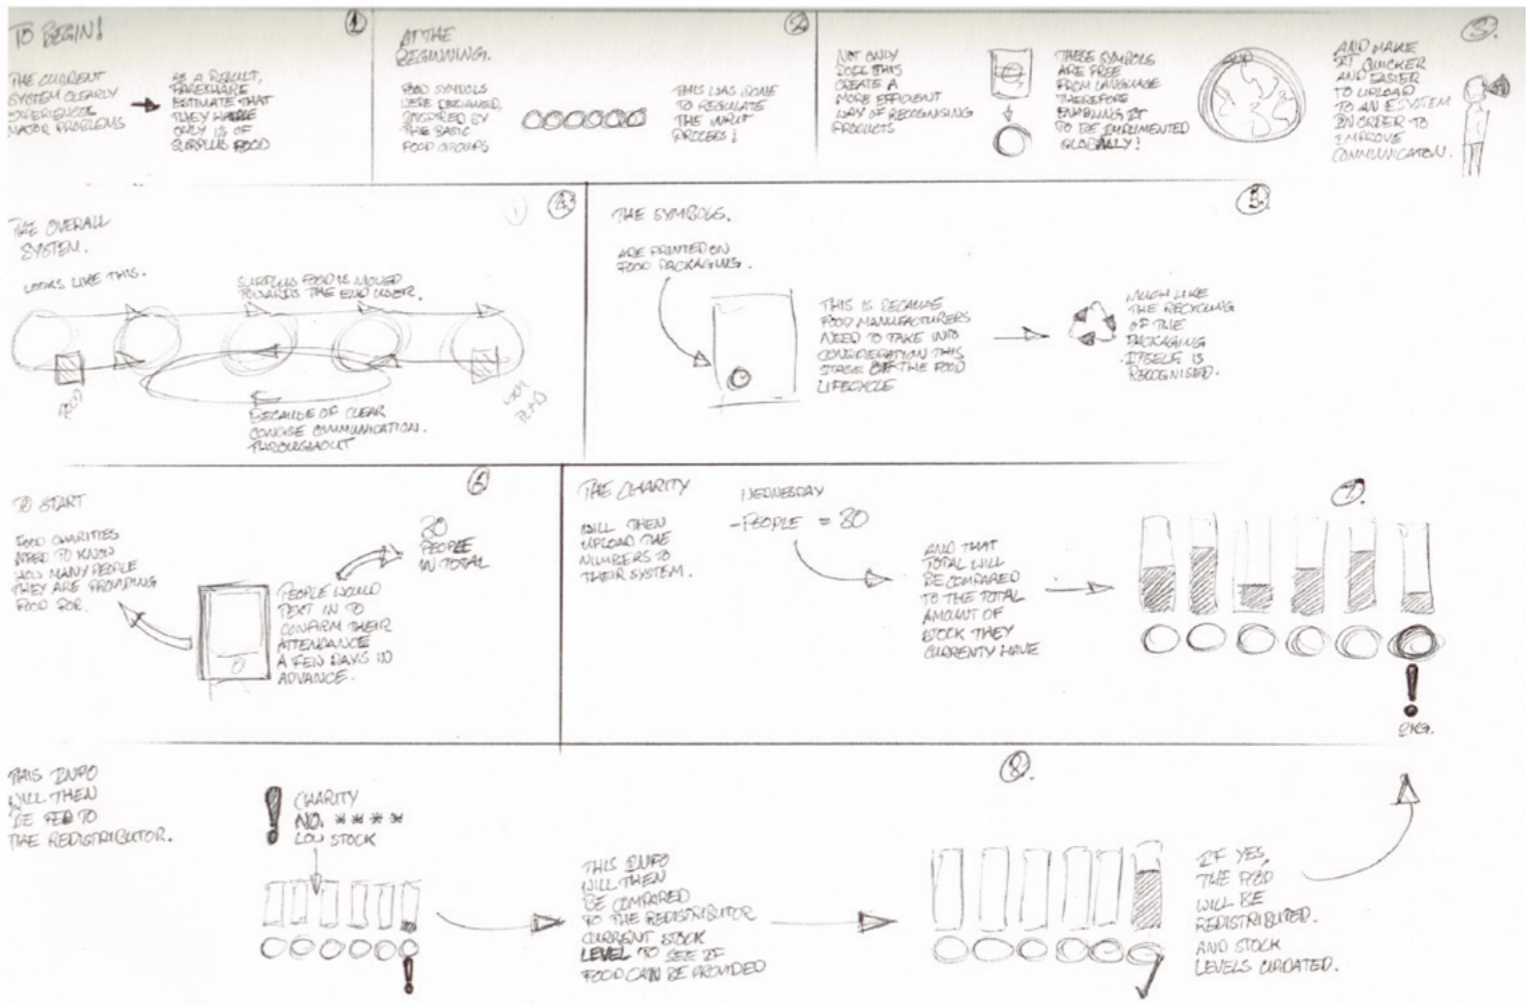 TO BEGIN!
1
THE CURRENT
SYSTEM CLEARLY
EXPERIENCES
MAJOR PROBLEMS
AS A RESULT,
FARESHARE
ESTIMATE THAT
THEY
ONLY 1% OF
SURPLUS FOOD
2
AT THE
BEGINNING.
FOOD SYMBOLS
WERE DESIGNED,
INSPIRED BY
THE BASIC
FOOD GROUPS
THIS WAS DONE
TO REGULATE
THE INPUT
PROCESS!
3.
NOT ONLY
DOES THIS
CREATE A
MORE EFFICIENT
WAY OF RECOGNISING
PRODUCTS
THESE SYMBOLS
ARE FREE
FROM LANGUAGE
THEREFORE
ENABLING IT
TO BE IMPLIMENTED
GLOBALLY!
AND MAKE
IT QUICKER
AND EASIER
TO UPLOAD
TO AN ESYSTEM
IN ORDER TO
IMPROVE
COMMUNICATION.
4.
THE OVERALL
SYSTEM.
LOOKS LIKE THIS.
SURPLUS FOOD IS MOVED
TOWARDS THE END USER.
FOOD
BECAUSE OF CLEAR
CONCISE COMMUNICATION.
THROUGHOUT
5.
THE SYMBOLS.
ARE PRINTED ON
FOOD PACKAGING.
THIS IS BECAUSE
FOOD MANUFACTURERS
NEED TO TAKE INTO
CONSIDERATION THIS
STAGE OF THE FOOD
LIFECYCLE
MUCH LIKE
THE RECYCLING
OF THE
PACKAGING
ITSELF IS
RECOGNISED.
6
TO START
FOOD CHARITIES
NEED TO KNOW
HOW MANY PEOPLE
THEY ARE PROVIDING
FOOD FOR.
PEOPLE WOULD
TEXT IN TO
CONFIRM THEIR
ATTENDANCE
A FEW DAYS IN
ADVANCE.
30
PEOPLE
IN TOTAL
7.
THE CHARITY
WILL THEN
UPLOAD THE
NUMBERS TO
THEIR SYSTEM.
WEDNESDAY
- PEOPLE = 30
AND THAT
TOTAL WILL
BE COMPARED
TO THE TOTAL
AMOUNT OF
STOCK THEY
CURRENTY HAVE
!
2KG.
8.
THIS INFO
WILL THEN
BE FED TO
THE REDISTRIBUTOR.
! CHARITY
NO. ****
LOW STOCK
!
THIS INFO
WILL THEN
BE COMPARED
TO THE REDISTRIBUTOR
CURRENT STOCK
LEVEL TO SEE IF
FOOD CAN BE PROVIDED
IF YES,
THE FOOD
WILL BE
REDISTRIBUTED.
AND STOCK
LEVELS UPDATED.